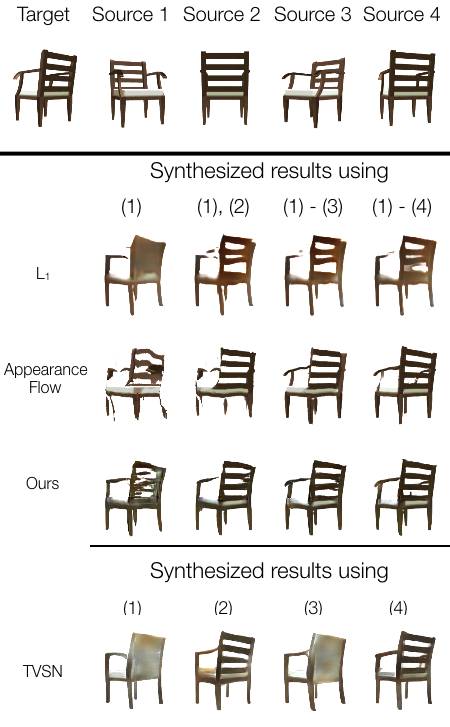 Target Source 1 Source 2 Source 3 Source 4
Synthesized results using
(1) (1), (2) (1) - (3) (1) - (4)
L₁
Appearance
Flow
Ours
Synthesized results using
(1) (2) (3) (4)
TVSN